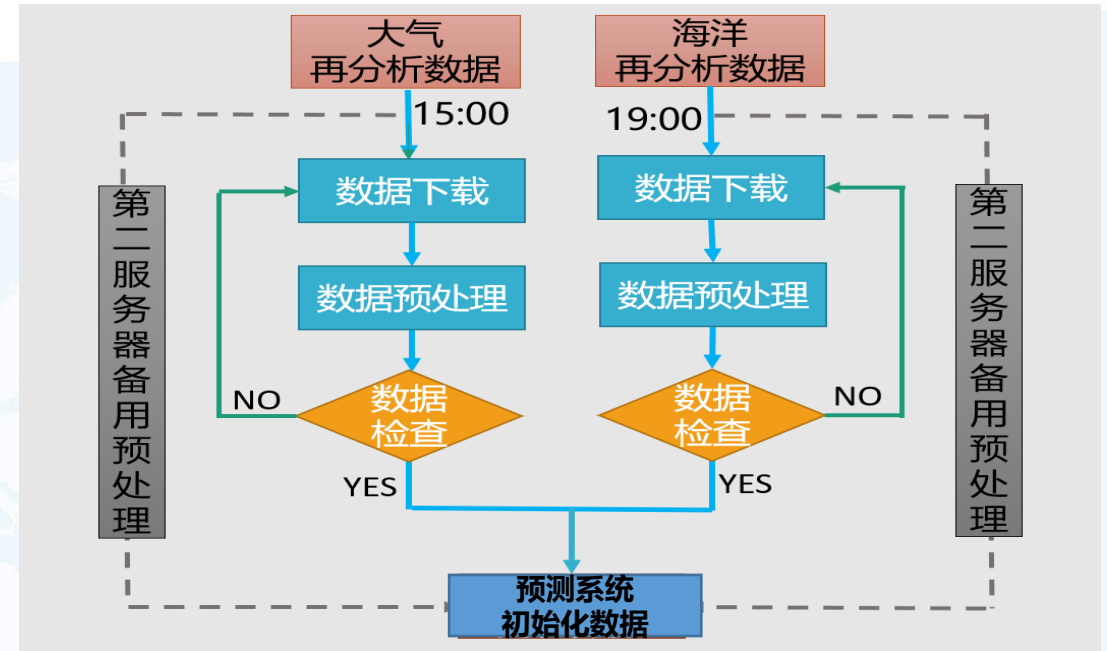 大气
再分析数据
海洋
再分析数据
15:00
19:00
第二服务器备用预处理
数据下载
数据下载
第二服务器备用预处理
数据预处理
数据预处理
NO
数据
检查
数据
检查
NO
YES
YES
预测系统
初始化数据